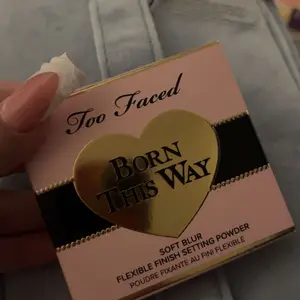 Too Faced
BORN
THIS WAY
SOFT BLUR
FLEXIBLE FINISH SETTING POWDER
POUDRE FIXANTE AU FINI FLEXIBLE